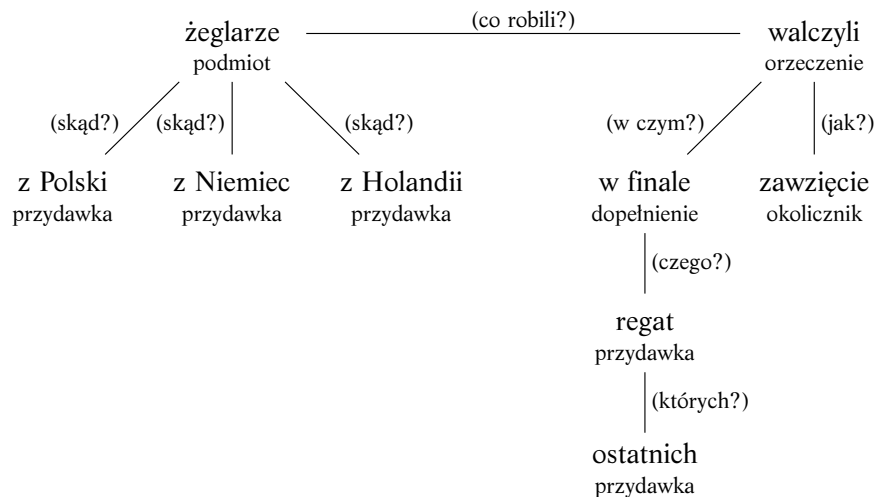 żeglarze (co robili?) walczyli
podmiot orzeczenie
(skąd?) (skąd?) (skąd?) (w czym?) (jak?)
z Polski z Niemiec z Holandii w finale zawzięcie
przydawka przydawka przydawka dopełnienie okolicznik
(czego?)
regat
przydawka
(których?)
ostatnich
przydawka